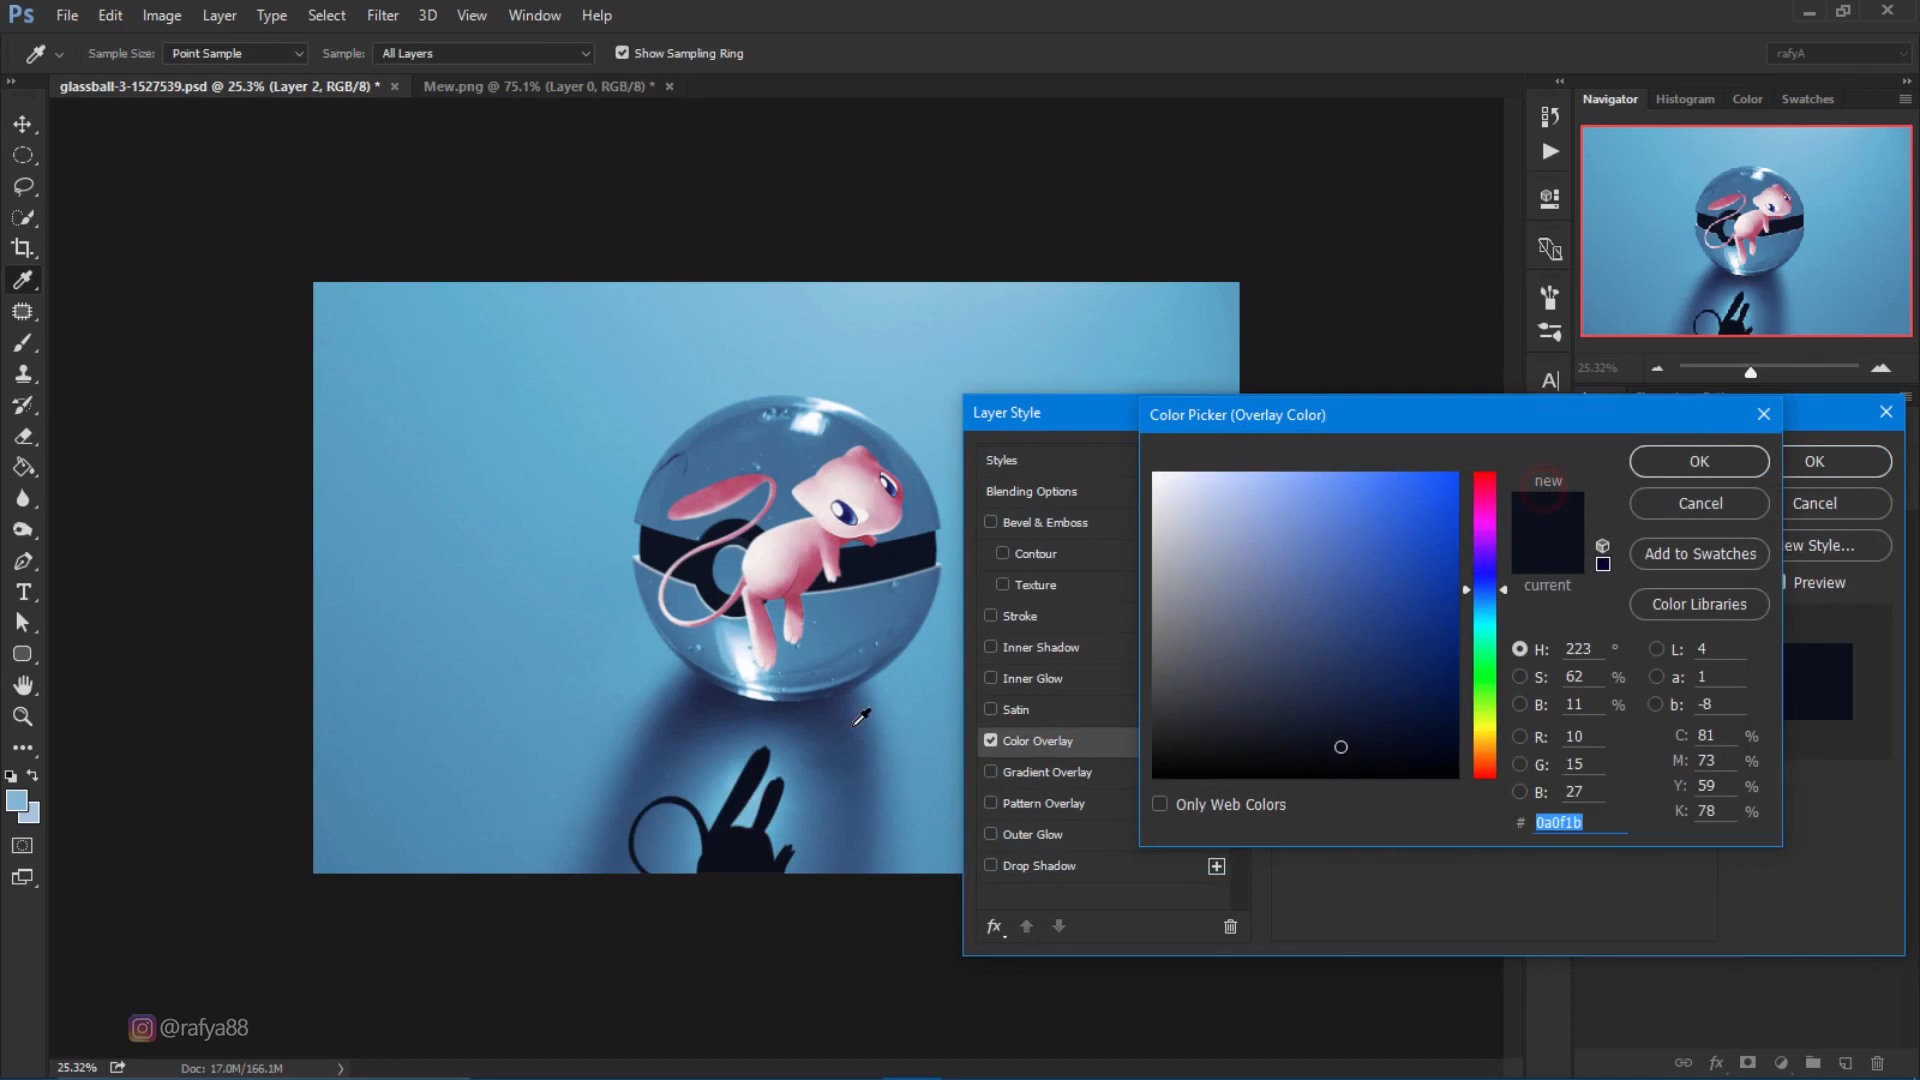 Ps File Edit Image Layer Type Select Filter 3D View Window Help
Sample Size: Point Sample Sample: All Layers Show Sampling Ring rafyA
glassball-3-1527539.psd @ 25.3% (Layer 2, RGB/8) * Mew.png @ 75.1% (Layer 0, RGB/8) *
Navigator Histogram Color Swatches
25.32%
Layer Style
Color Picker (Overlay Color)
Styles
Blending Options
Bevel & Emboss
Contour
Texture
Stroke
Inner Shadow
Inner Glow
Satin
Color Overlay
Gradient Overlay
Pattern Overlay
Outer Glow
Drop Shadow
fx
new
current
OK
Cancel
Add to Swatches
Color Libraries
OK
Cancel
ew Style...
Preview
H: 223 ° L: 4
S: 62 % a: 1
B: 11 % b: -8
R: 10 C: 81 %
G: 15 M: 73 %
B: 27 Y: 59 %
# 0a0f1b K: 78 %
Only Web Colors
@rafya88
25.32% Doc: 17.0M/166.1M
fx